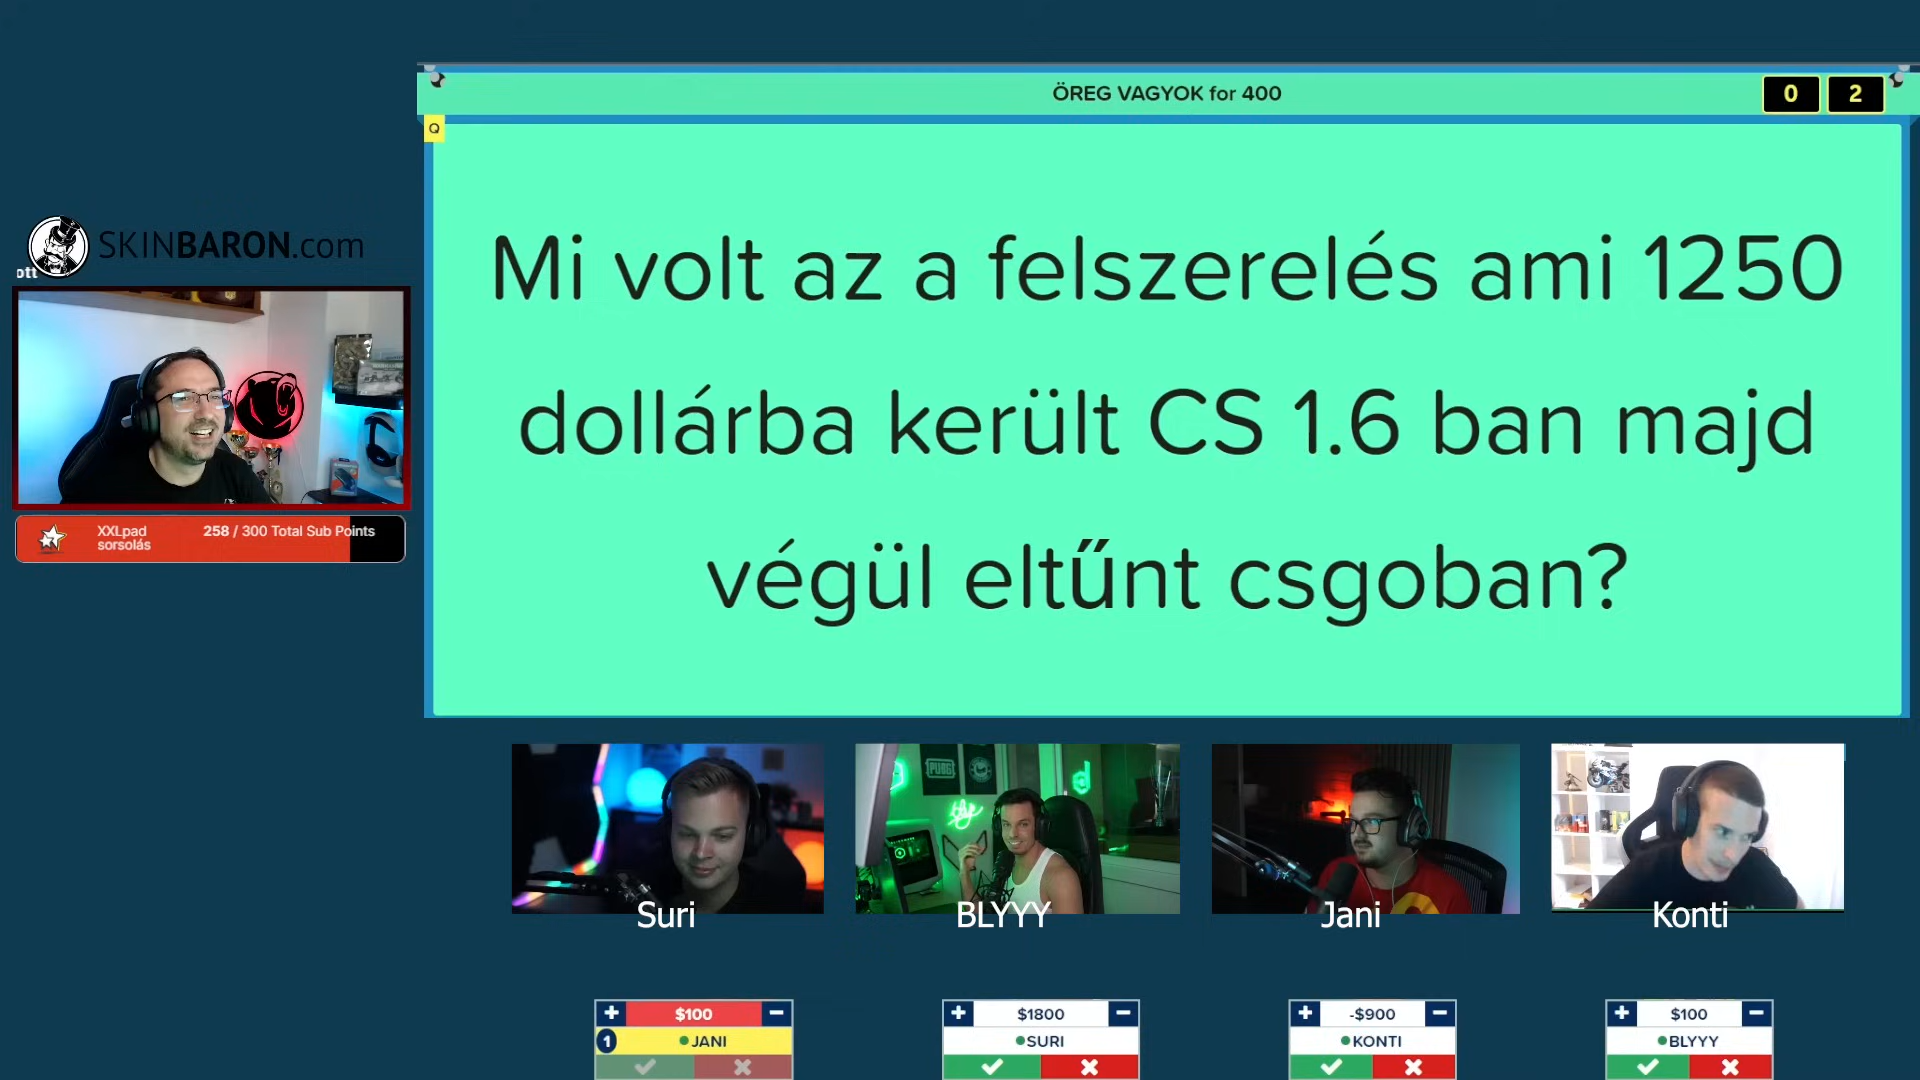 ÖREG VAGYOK for 400
0 2
Q
Mi volt az a felszerelés ami 1250
dollárba került CS 1.6 ban majd
végül eltűnt csgoban?
SKINBARON.com
ott
XXLpad
sorsolás
258 / 300 Total Sub Points
PUBG
Suri
BLYYY
Jani
Konti
+ $100 −
1 JANI
+ $1800 −
SURI
+ -$900 −
KONTI
+ $100 −
BLYYY